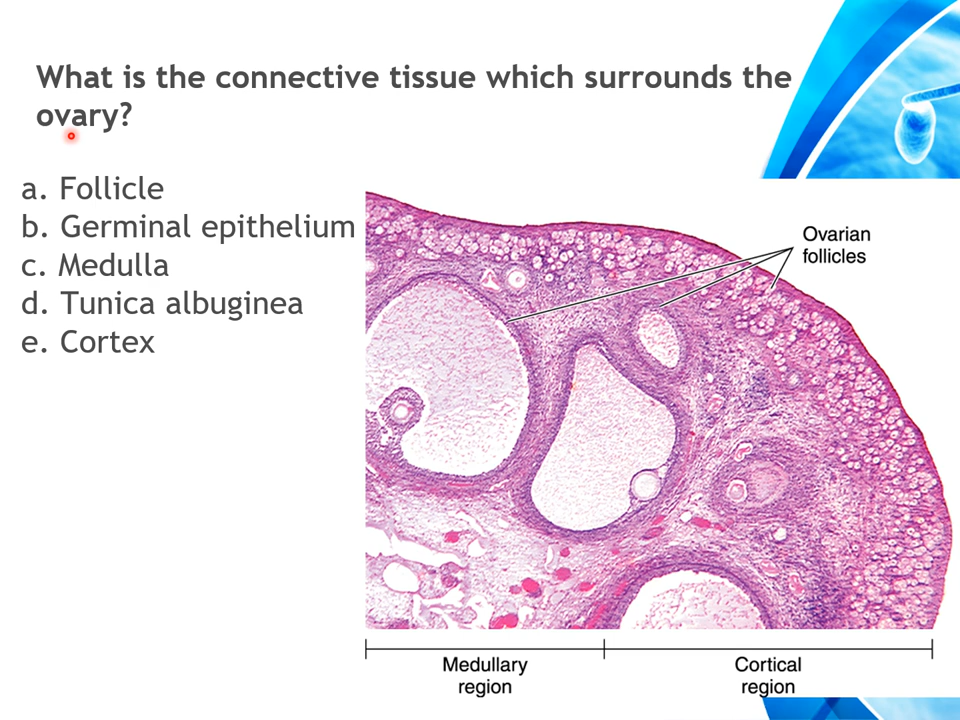 What is the connective tissue which surrounds the
ovary?
a. Follicle
b. Germinal epithelium
c. Medulla
d. Tunica albuginea
e. Cortex
Ovarian
follicles
Medullary
region
Cortical
region